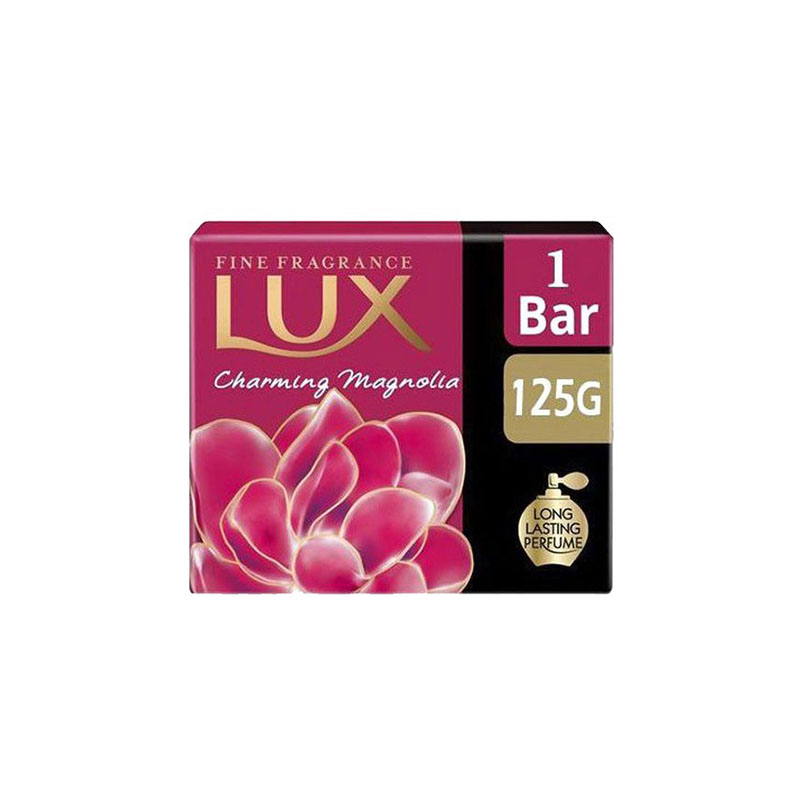 FINE FRAGRANCE
LUX
Charming Magnolia
1
Bar
125G
LONG
LASTING
PERFUME